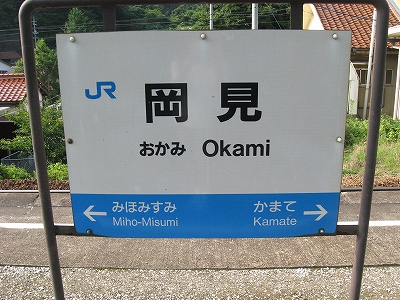 JR
岡見
おかみ Okami
← みほみすみ かまて →
Miho-Misumi Kamate